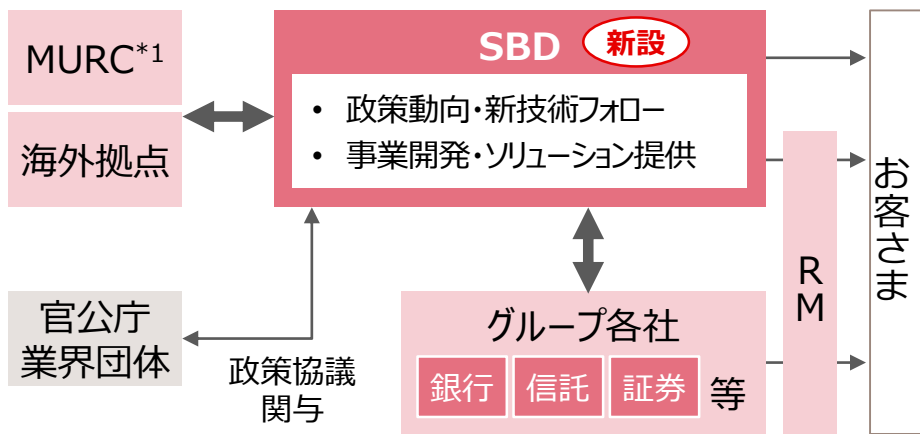 MURC*1
海外拠点
官公庁
業界団体
SBD 新設
• 政策動向・新技術フォロー
• 事業開発・ソリューション提供
政策協議
関与
グループ各社
銀行 信託 証券 等
RM
お客さま